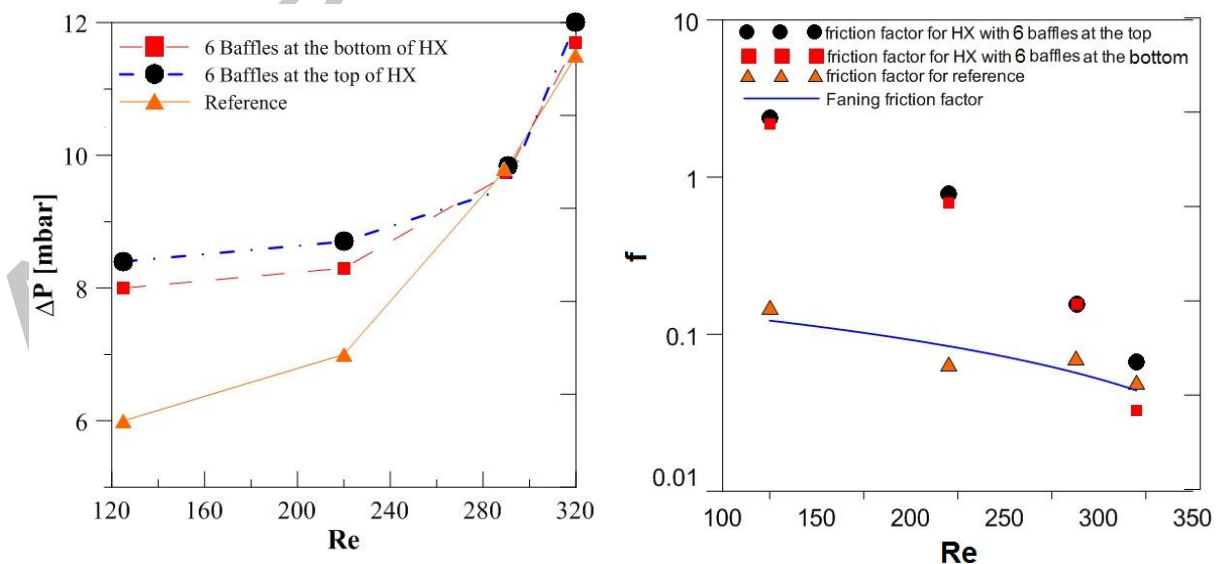 12
10
8
6
ΔP [mbar]
6 Baffles at the bottom of HX
6 Baffles at the top of HX
Reference
120 160 200 240 280 320
Re
10
1
0.1
0.01
f
friction factor for HX with 6 baffles at the top
friction factor for HX with 6 baffles at the bottom
friction factor for reference
Faning friction factor
100 150 200 250 300 350
Re